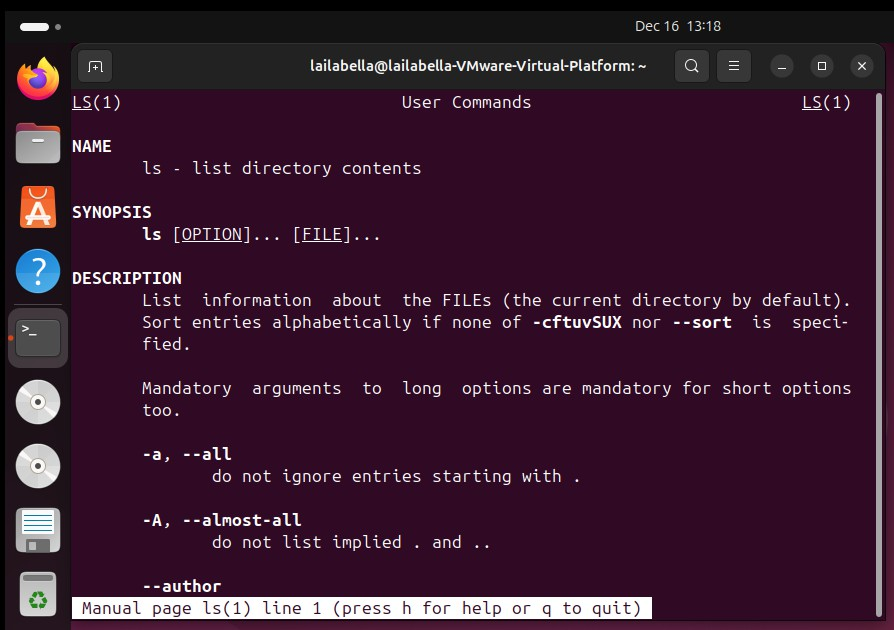 Dec 16 13:18
lailabella@lailabella-VMware-Virtual-Platform: ~
LS(1) User Commands LS(1)
NAME
ls - list directory contents
SYNOPSIS
ls [OPTION]... [FILE]...
DESCRIPTION
List information about the FILEs (the current directory by default).
Sort entries alphabetically if none of -cftuvSUX nor --sort is speci-
fied.
Mandatory arguments to long options are mandatory for short options
too.
-a, --all
do not ignore entries starting with .
-A, --almost-all
do not list implied . and ..
--author
Manual page ls(1) line 1 (press h for help or q to quit)